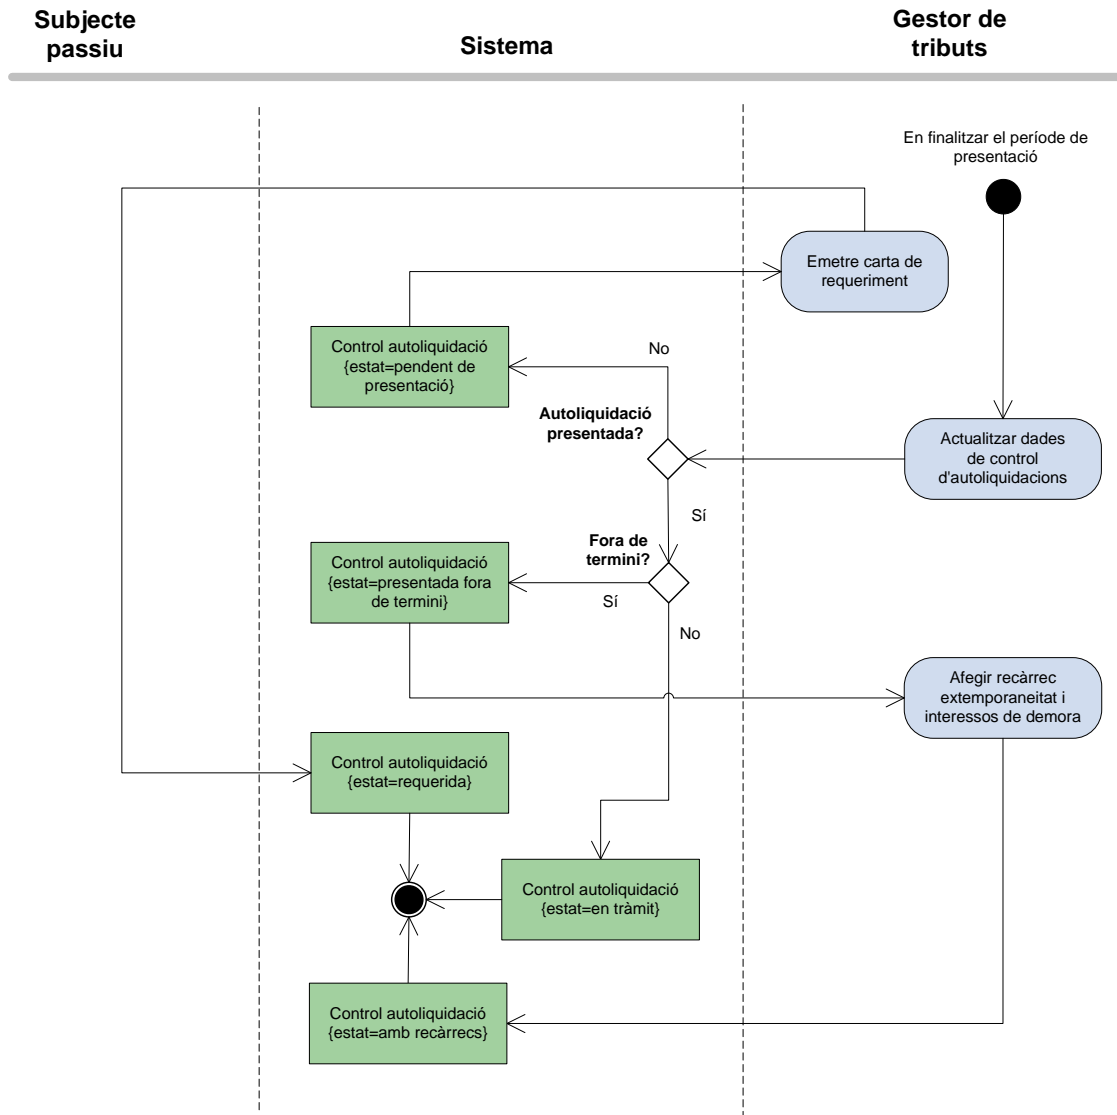 Subjecte
passiu
Sistema
Gestor de
tributs
En finalitzar el període de
presentació
Emetre carta de
requeriment
Control autoliquidació
{estat=pendent de
presentació}
No
Autoliquidació
presentada?
Actualitzar dades
de control
d'autoliquidacions
Sí
Fora de
termini?
Control autoliquidació
{estat=presentada fora
de termini}
Sí
No
Afegir recàrrec
extemporaneitat i
interessos de demora
Control autoliquidació
{estat=requerida}
Control autoliquidació
{estat=en tràmit}
Control autoliquidació
{estat=amb recàrrecs}